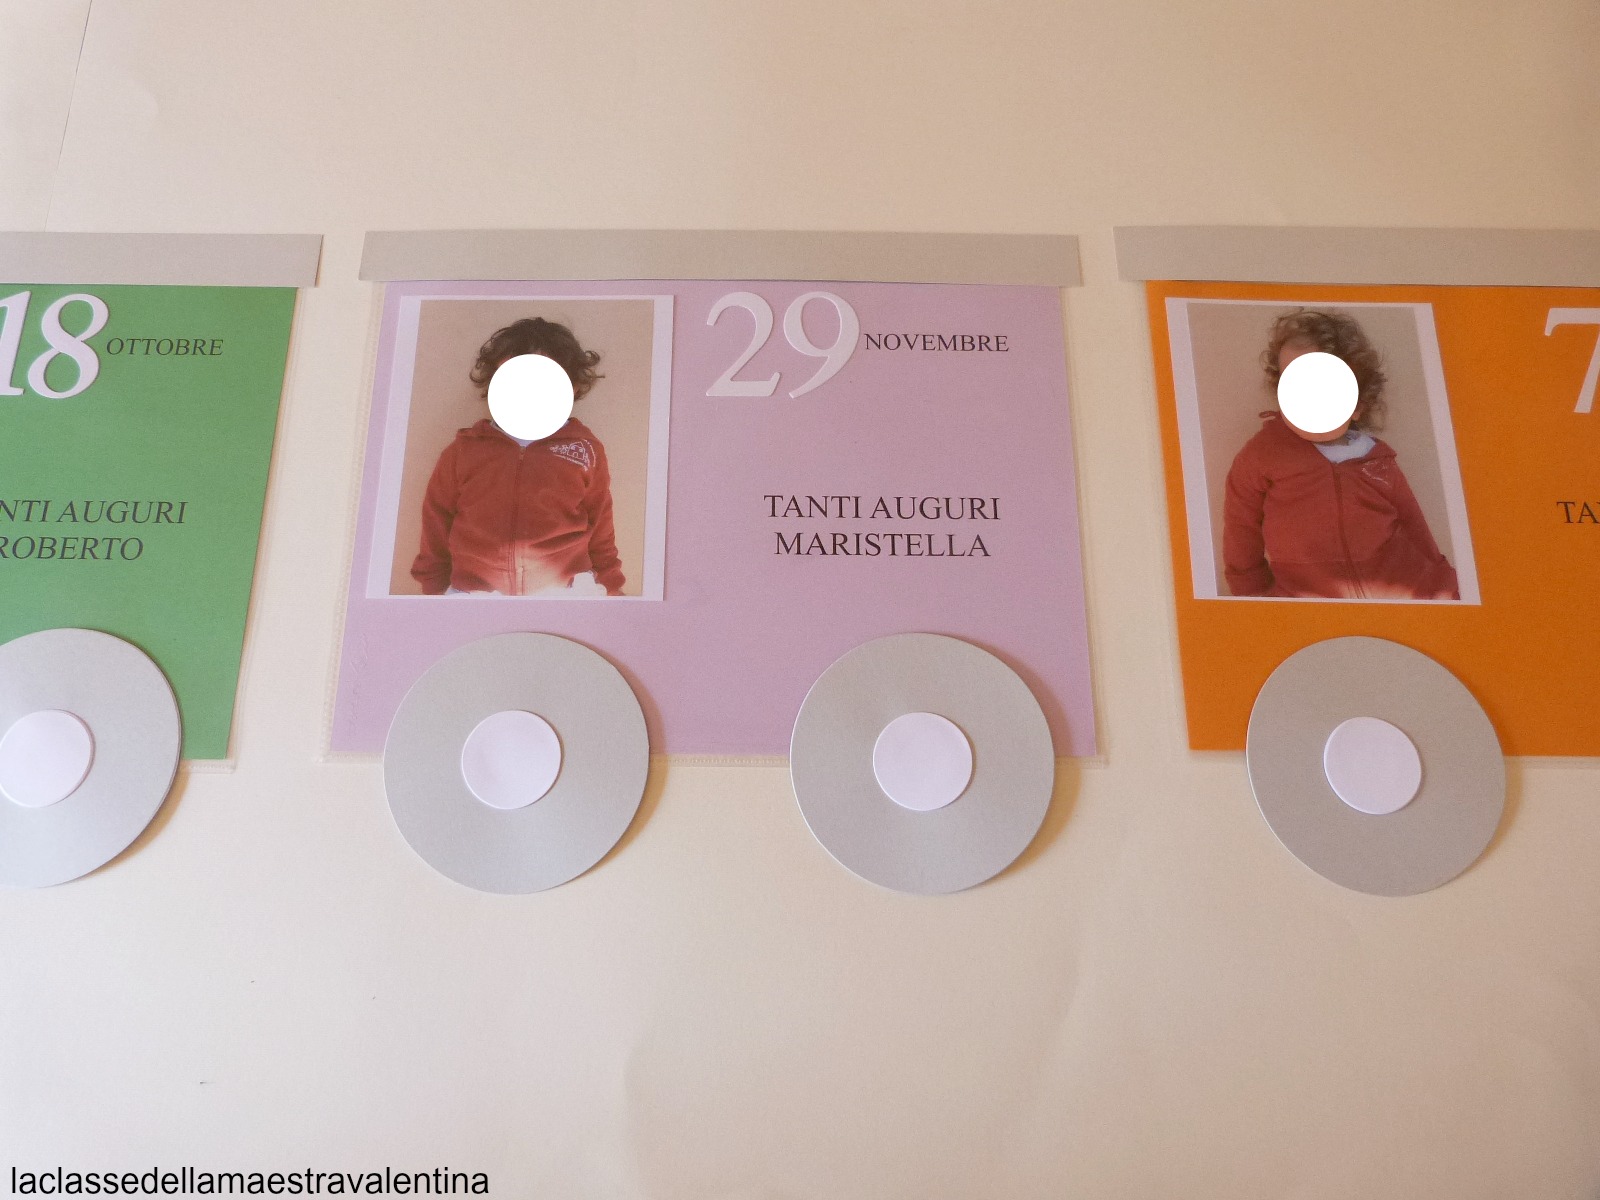 18 OTTOBRE
NTI AUGURI
ROBERTO
29 NOVEMBRE
TANTI AUGURI
MARISTELLA
7
TA
laclassedellamaestravalentina